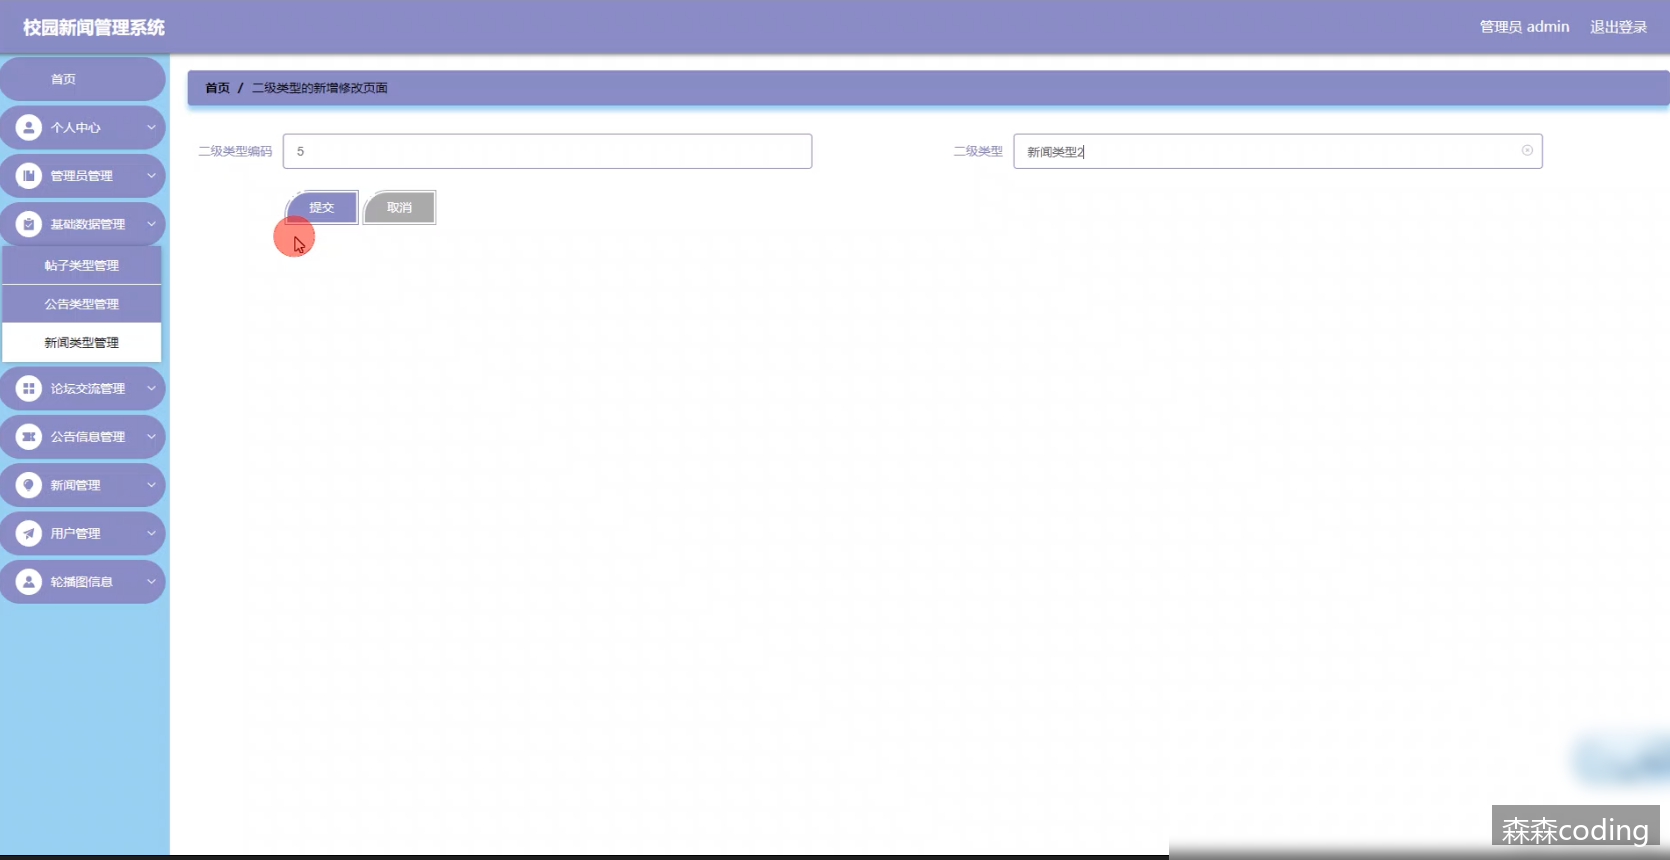 校园新闻管理系统
管理员 admin 退出登录
首页
首页 / 二级类型的新增修改页面
个人中心
二级类型编码 5
二级类型 新闻类型2
管理员管理
提交 取消
基础数据管理
帖子类型管理
公告类型管理
新闻类型管理
论坛交流管理
公告信息管理
新闻管理
用户管理
轮播图信息
森森coding